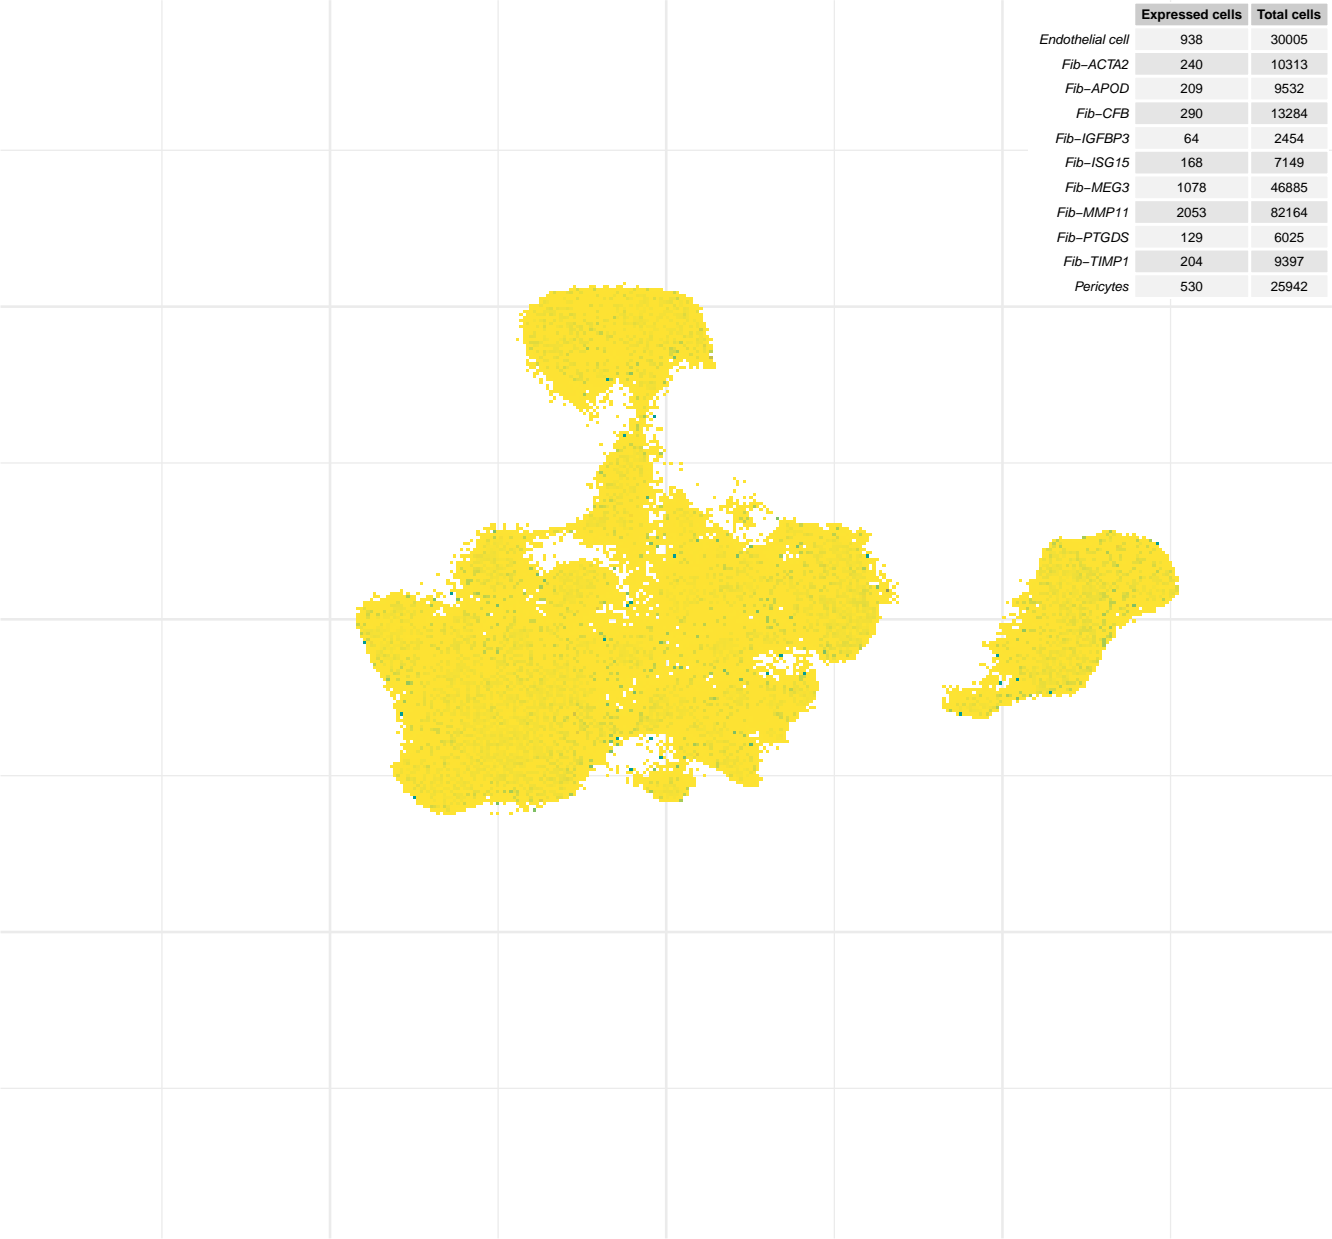 Expressed cells Total cells
Endothelial cell 938 30005
Fib−ACTA2 240 10313
Fib−APOD 209 9532
Fib−CFB 290 13284
Fib−IGFBP3 64 2454
Fib−ISG15 168 7149
Fib−MEG3 1078 46885
Fib−MMP11 2053 82164
Fib−PTGDS 129 6025
Fib−TIMP1 204 9397
Pericytes 530 25942